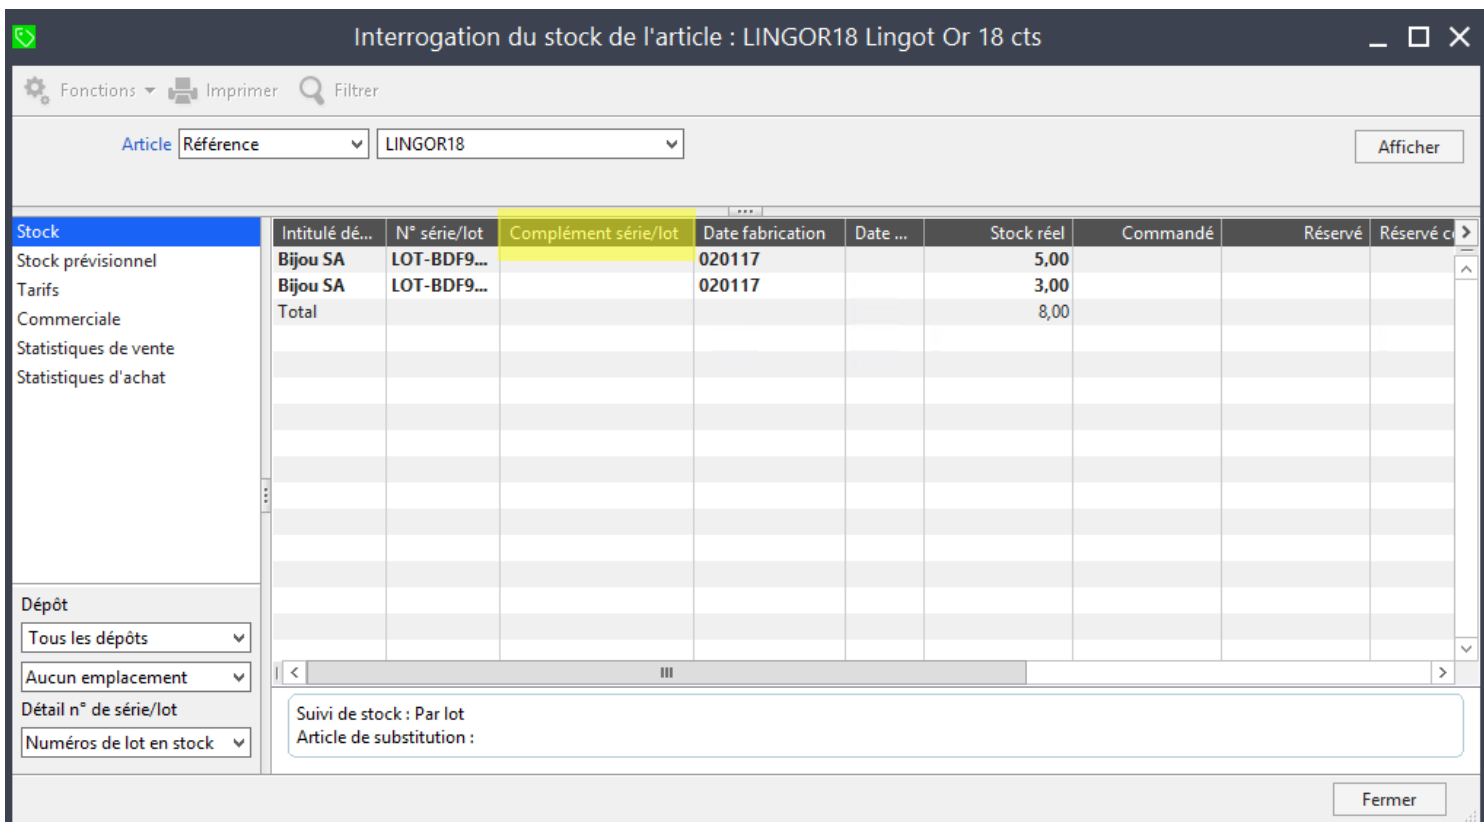 Interrogation du stock de l'article : LINGOR18 Lingot Or 18 cts
Fonctions Imprimer Filtrer
Article Référence LINGOR18 Afficher
Stock
Stock prévisionnel
Tarifs
Commerciale
Statistiques de vente
Statistiques d'achat
Intitulé dé... N° série/lot Complément série/lot Date fabrication Date ... Stock réel Commandé Réservé Réservé
Bijou SA LOT-BDF9... 020117 5,00
Bijou SA LOT-BDF9... 020117 3,00
Total 8,00
Dépôt
Tous les dépôts
Aucun emplacement
Détail n° de série/lot
Numéros de lot en stock
Suivi de stock : Par lot
Article de substitution :
Fermer